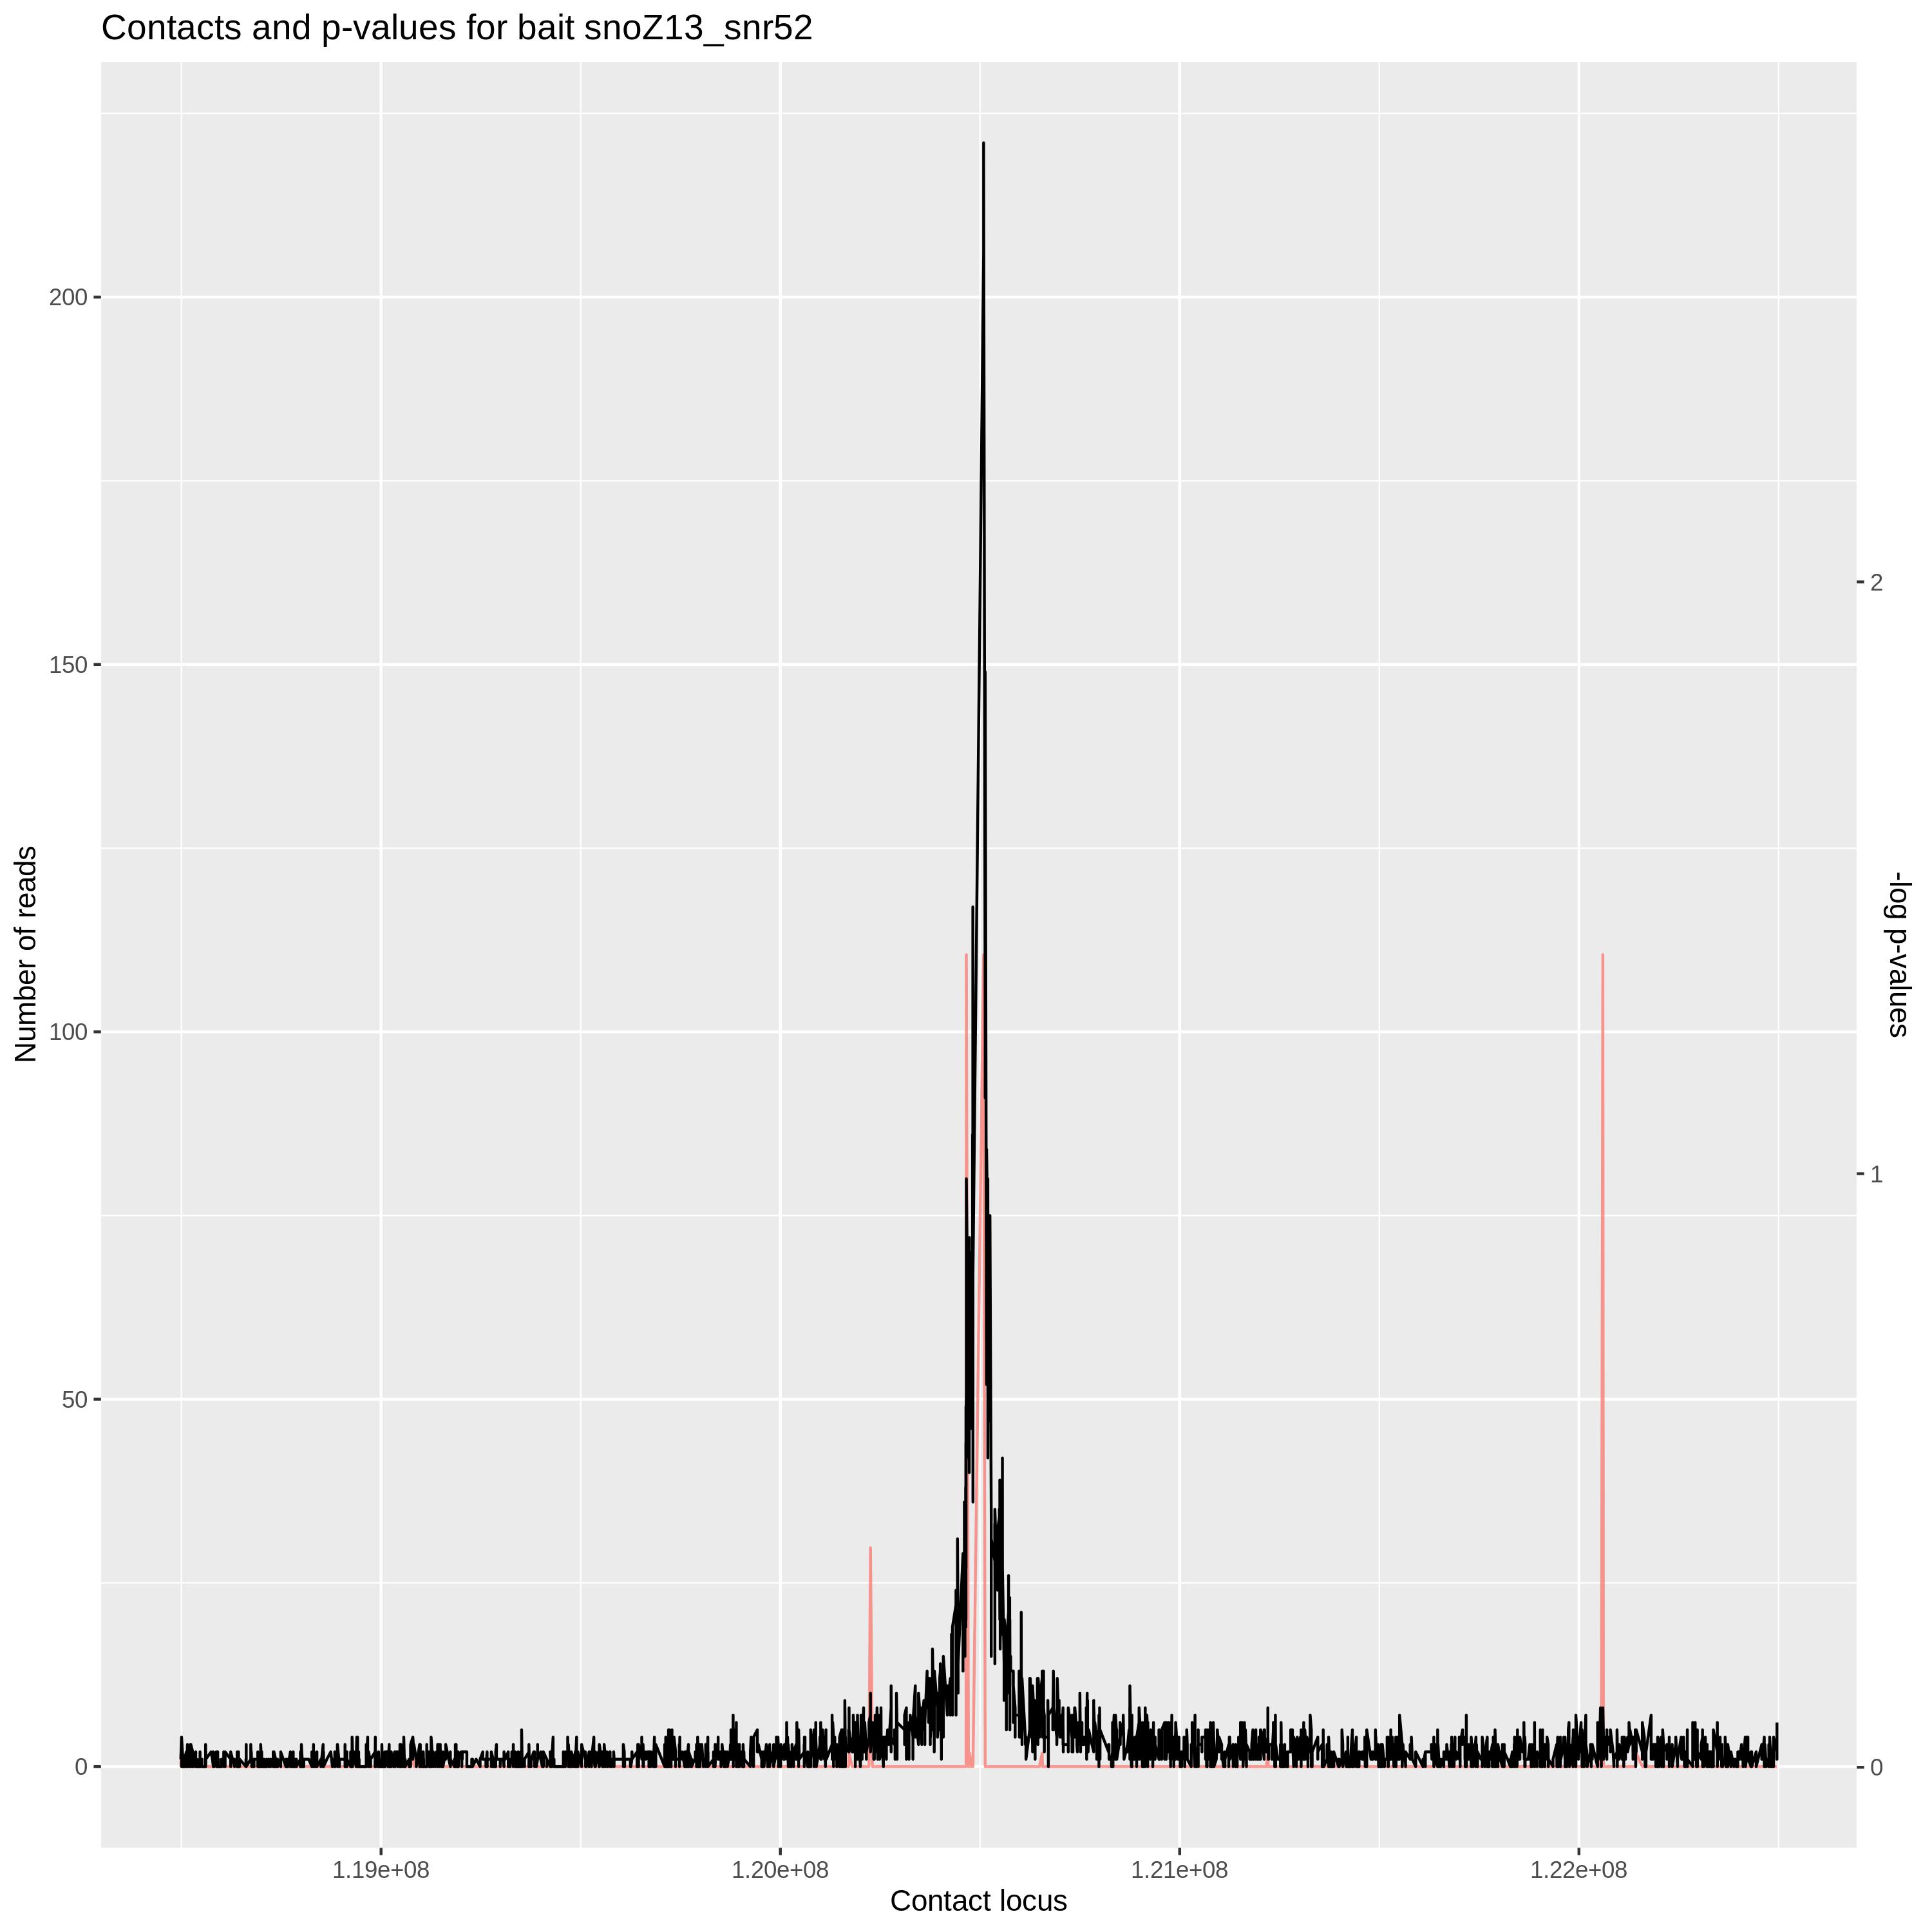 Contacts and p-values for bait snoZ13_snr52
200
150
100
50
0
Number of reads
2
1
0
-log p-values
1.19e+08
1.20e+08
1.21e+08
1.22e+08
Contact locus